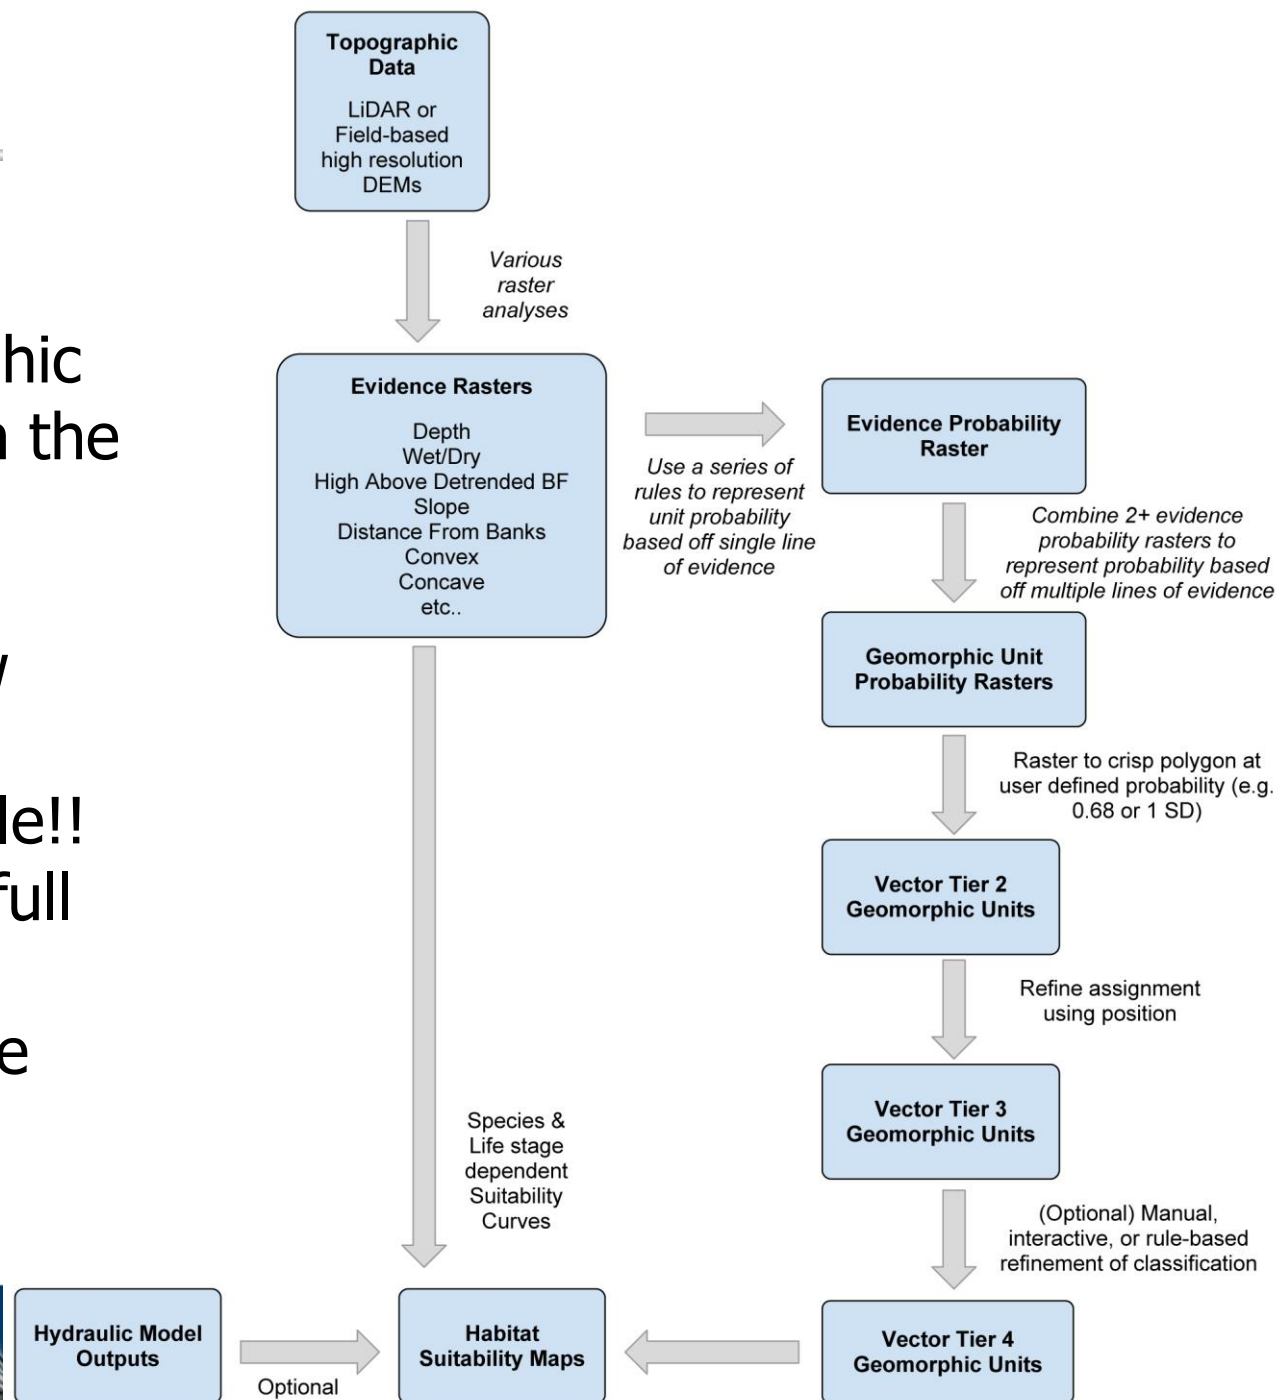 Topographic
Data
LiDAR or
Field-based
high resolution
DEMs
Various
raster
analyses
hic
the
Evidence Rasters
Depth
Wet/Dry
High Above Detrended BF
Slope
Distance From Banks
Convex
Concave
etc..
Use a series of
rules to represent
unit probability
based off single line
of evidence
Evidence Probability
Raster
Combine 2+ evidence
probability rasters to
represent probability based
off multiple lines of evidence
Geomorphic Unit
Probability Rasters
Raster to crisp polygon at
user defined probability (e.g.
0.68 or 1 SD)
le!!
full
Vector Tier 2
Geomorphic Units
Refine assignment
using position
e
Vector Tier 3
Geomorphic Units
Species &
Life stage
dependent
Suitability
Curves
(Optional) Manual,
interactive, or rule-based
refinement of classification
Hydraulic Model
Outputs
Optional
Habitat
Suitability Maps
Vector Tier 4
Geomorphic Units